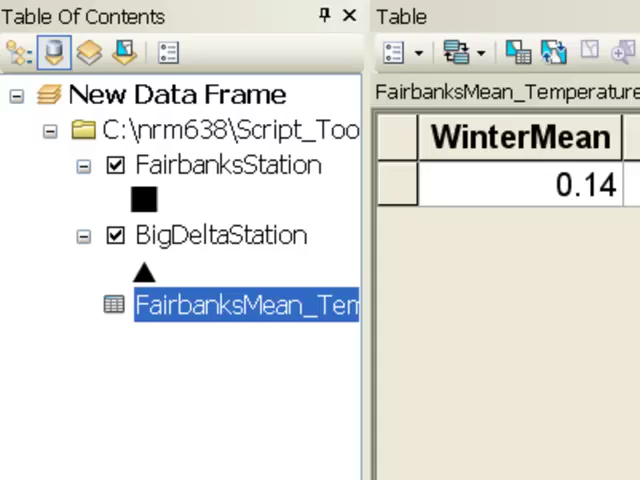 Table Of Contents
New Data Frame
C:\nrm638\Script_Too
FairbanksStation
BigDeltaStation
FairbanksMean_Tem
Table
FairbanksMean_Temperature
WinterMean
0.14